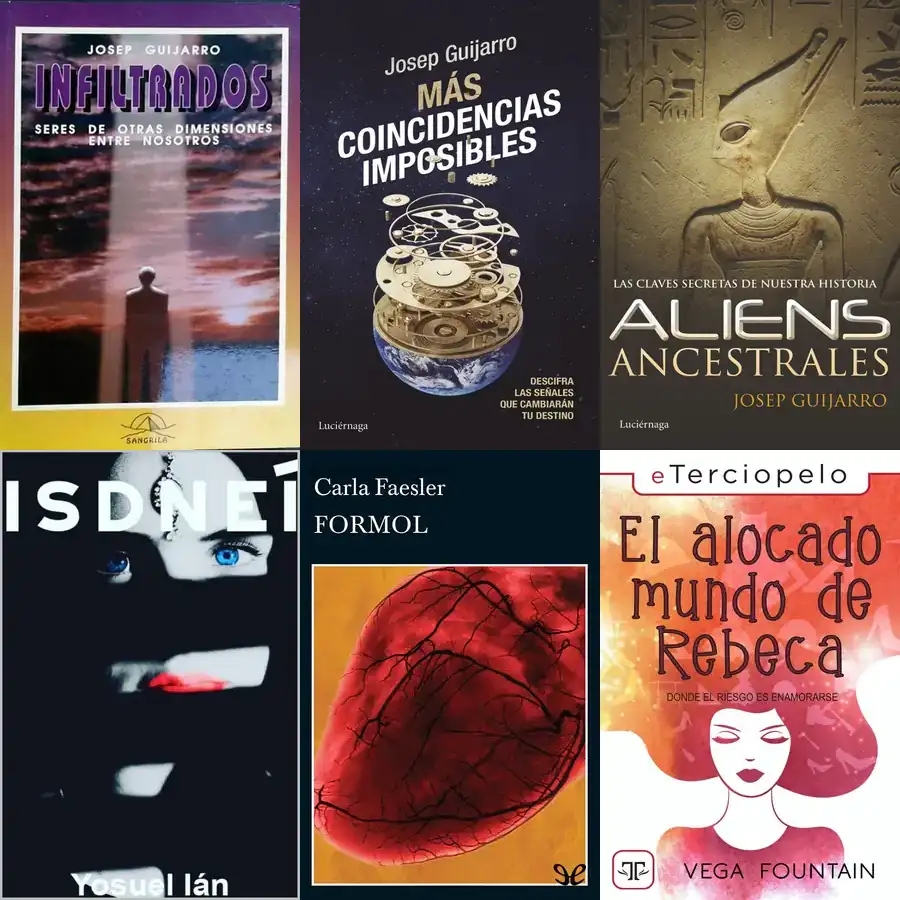 JOSEP GUIJARRO
INFILTRADOS
SERES DE OTRAS DIMENSIONES
ENTRE NOSOTROS
SANGRILÁ
Josep Guijarro
MÁS
COINCIDENCIAS
IMPOSIBLES
DESCIFRA
LAS SEÑALES
QUE CAMBIARÁN
TU DESTINO
Luciérnaga
LAS CLAVES SECRETAS DE NUESTRA HISTORIA
ALIENS
ANCESTRALES
JOSEP GUIJARRO
Luciérnaga
ISDNEÍ
Yosuel Ián
Carla Faesler
FORMOL
eTerciopelo
El alocado
mundo de
Rebeca
DONDE EL RIESGO ES ENAMORARSE
VEGA FOUNTAIN